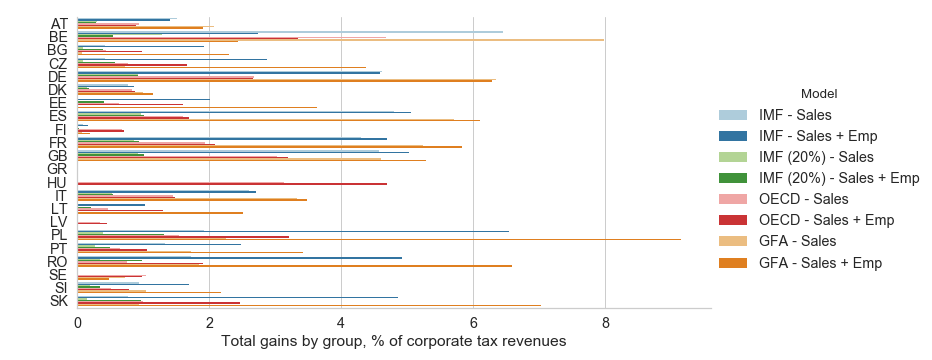 AT
BE
BG
CZ
DE
DK
EE
ES
FI
FR
GB
GR
HU
IT
LT
LV
PL
PT
RO
SE
SI
SK
0 2 4 6 8
Total gains by group, % of corporate tax revenues
Model
IMF - Sales
IMF - Sales + Emp
IMF (20%) - Sales
IMF (20%) - Sales + Emp
OECD - Sales
OECD - Sales + Emp
GFA - Sales
GFA - Sales + Emp